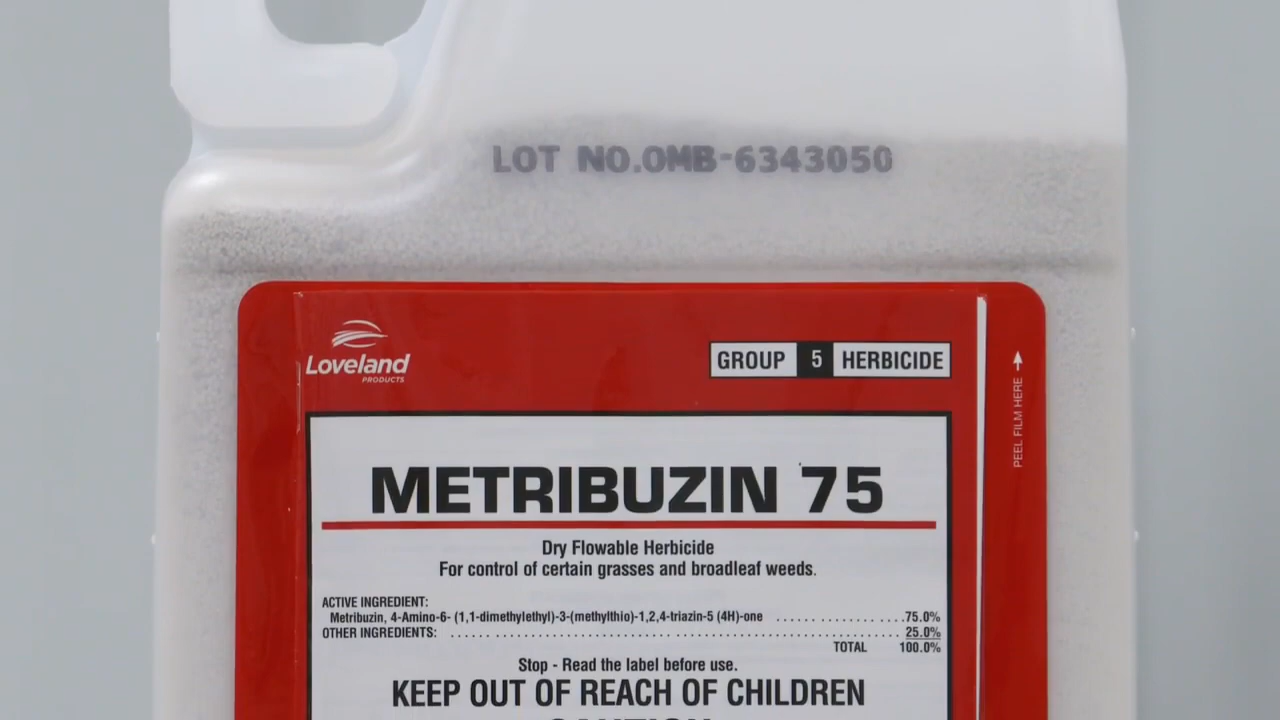 LOT NO.OMB-6343050
Loveland
PRODUCTS
GROUP 5 HERBICIDE
PEEL FILM HERE
METRIBUZIN 75
Dry Flowable Herbicide
For control of certain grasses and broadleaf weeds.
ACTIVE INGREDIENT:
Metribuzin, 4-Amino-6- (1,1-dimethylethyl)-3-(methylthio)-1,2,4-triazin-5 (4H)-one ..................75.0%
OTHER INGREDIENTS: ............................................................ 25.0%
TOTAL 100.0%
Stop - Read the label before use.
KEEP OUT OF REACH OF CHILDREN